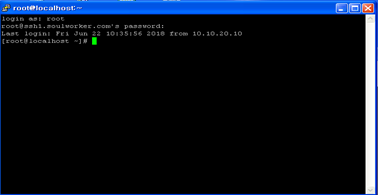 root@localhost:~
login as: root
root@ssh1.soulworker.com's password:
Last login: Fri Jun 22 10:35:56 2018 from 10.10.20.10
[root@localhost ~]#